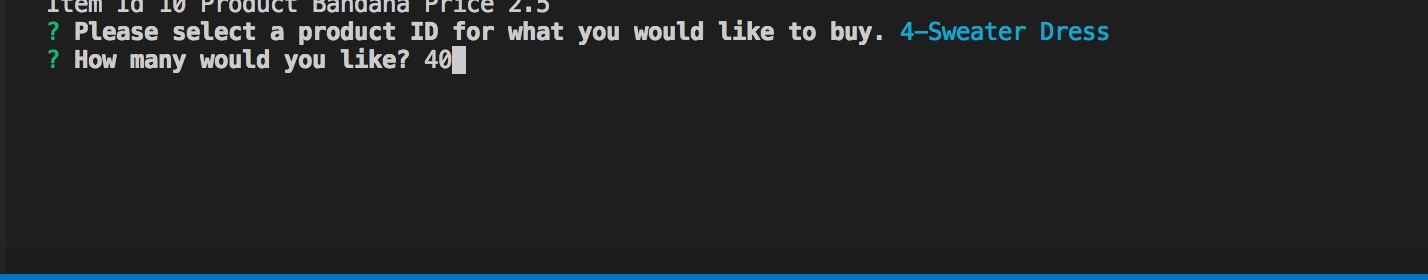 Item Id 10 Product Bandana Price 2.5
? Please select a product ID for what you would like to buy. 4-Sweater Dress
? How many would you like? 40